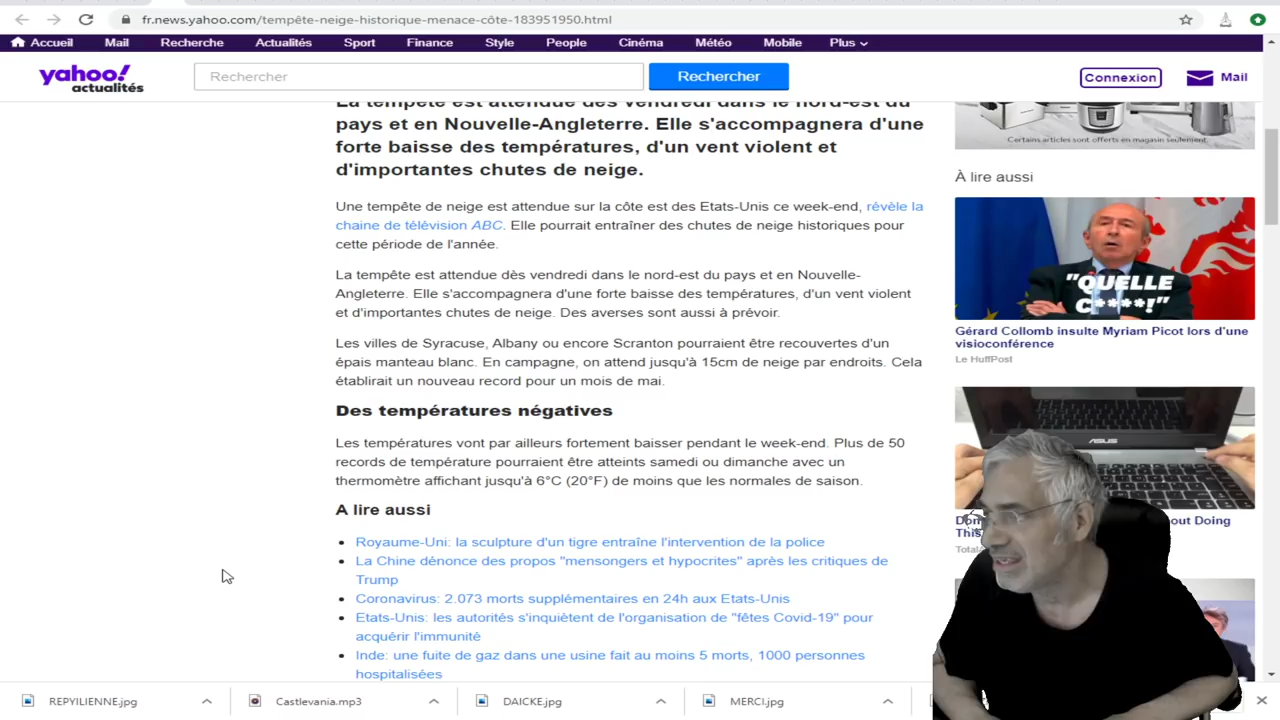 fr.news.yahoo.com/tempête-neige-historique-menace-côte-183951950.html
Accueil Mail Recherche Actualités Sport Finance Style People Cinéma Météo Mobile Plus
yahoo!
actualités
Rechercher
Rechercher
Connexion
Mail
La tempête est attendue dès vendredi dans le nord-est du
pays et en Nouvelle-Angleterre. Elle s'accompagnera d'une
forte baisse des températures, d'un vent violent et
d'importantes chutes de neige.
Une tempête de neige est attendue sur la côte est des Etats-Unis ce week-end, révèle la
chaine de télévision ABC. Elle pourrait entraîner des chutes de neige historiques pour
cette période de l'année.
La tempête est attendue dès vendredi dans le nord-est du pays et en Nouvelle-
Angleterre. Elle s'accompagnera d'une forte baisse des températures, d'un vent violent
et d'importantes chutes de neige. Des averses sont aussi à prévoir.
Les villes de Syracuse, Albany ou encore Scranton pourraient être recouvertes d'un
épais manteau blanc. En campagne, on attend jusqu'à 15cm de neige par endroits. Cela
établirait un nouveau record pour un mois de mai.
Des températures négatives
Les températures vont par ailleurs fortement baisser pendant le week-end. Plus de 50
records de température pourraient être atteints samedi ou dimanche avec un
thermomètre affichant jusqu'à 6°C (20°F) de moins que les normales de saison.
A lire aussi
Royaume-Uni: la sculpture d'un tigre entraîne l'intervention de la police
La Chine dénonce des propos "mensongers et hypocrites" après les critiques de
Trump
Coronavirus: 2.073 morts supplémentaires en 24h aux Etats-Unis
Etats-Unis: les autorités s'inquiètent de l'organisation de "fêtes Covid-19" pour
acquérir l'immunité
Inde: une fuite de gaz dans une usine fait au moins 5 morts, 1000 personnes
hospitalisées
Certains articles sont offerts en magasin seulement.
À lire aussi
"QUELLE
C****!"
Gérard Collomb insulte Myriam Picot lors d'une
visioconférence
Le HuffPost
ASUS
out Doing
This
REPYILIENNE.jpg
Castlevania.mp3
DAICKE.jpg
MERCI.jpg